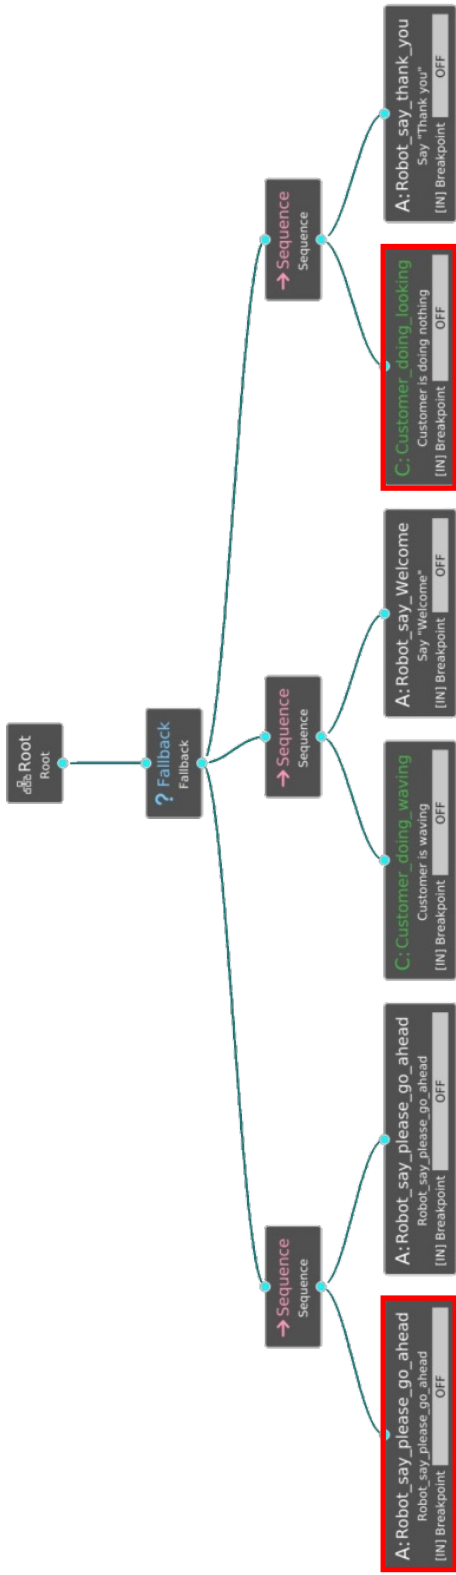 Root
Root
? Fallback
Fallback
→ Sequence
Sequence
→ Sequence
Sequence
→ Sequence
Sequence
A: Robot_say_please_go_ahead
Robot_say_please_go_ahead
[IN] Breakpoint OFF
A: Robot_say_please_go_ahead
Robot_say_please_go_ahead
[IN] Breakpoint OFF
C: Customer_doing_waving
Customer is waving
[IN] Breakpoint OFF
A: Robot_say_Welcome
Say "Welcome"
[IN] Breakpoint OFF
C: Customer_doing_looking
Customer is doing nothing
[IN] Breakpoint OFF
A: Robot_say_thank_you
Say "Thank you"
[IN] Breakpoint OFF